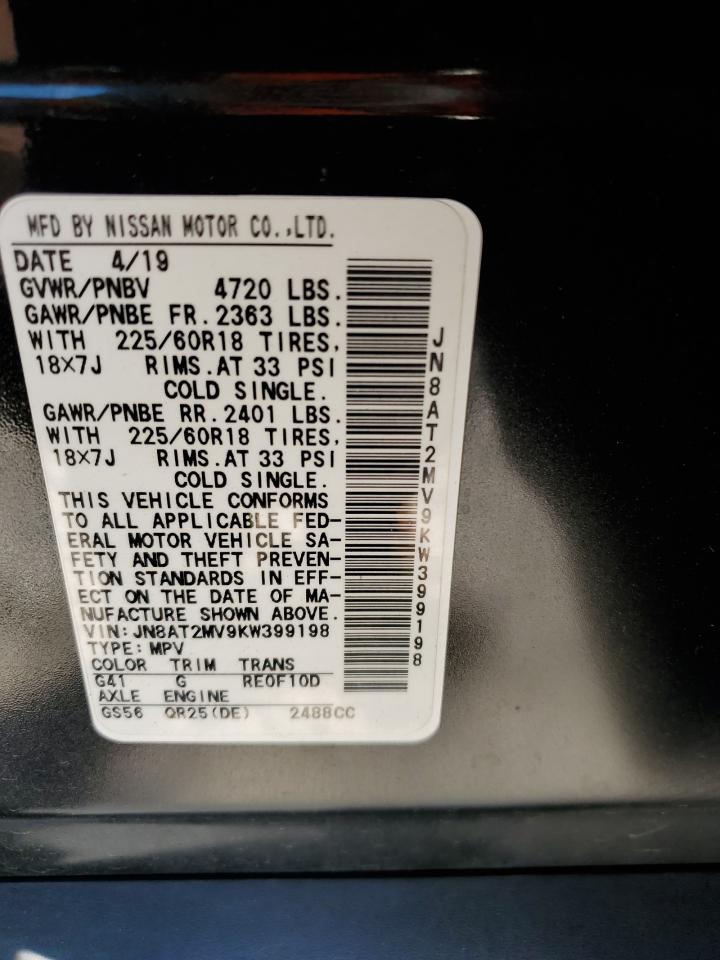 MFD BY NISSAN MOTOR CO.,LTD.
DATE 4/19
GVWR/PNBV 4720 LBS.
GAWR/PNBE FR.2363 LBS.
WITH 225/60R18 TIRES,
18X7J RIMS.AT 33 PSI
COLD SINGLE.
GAWR/PNBE RR.2401 LBS.
WITH 225/60R18 TIRES,
18X7J RIMS.AT 33 PSI
COLD SINGLE.
THIS VEHICLE CONFORMS
TO ALL APPLICABLE FED-
ERAL MOTOR VEHICLE SA-
FETY AND THEFT PREVEN-
TION STANDARDS IN EFF-
ECT ON THE DATE OF MA-
NUFACTURE SHOWN ABOVE.
VIN:JN8AT2MV9KW399198
TYPE:MPV
COLOR TRIM TRANS
G41 G RE0F10D
AXLE ENGINE
GS56 QR25(DE) 2488CC
JN8AT2MV9KW399198